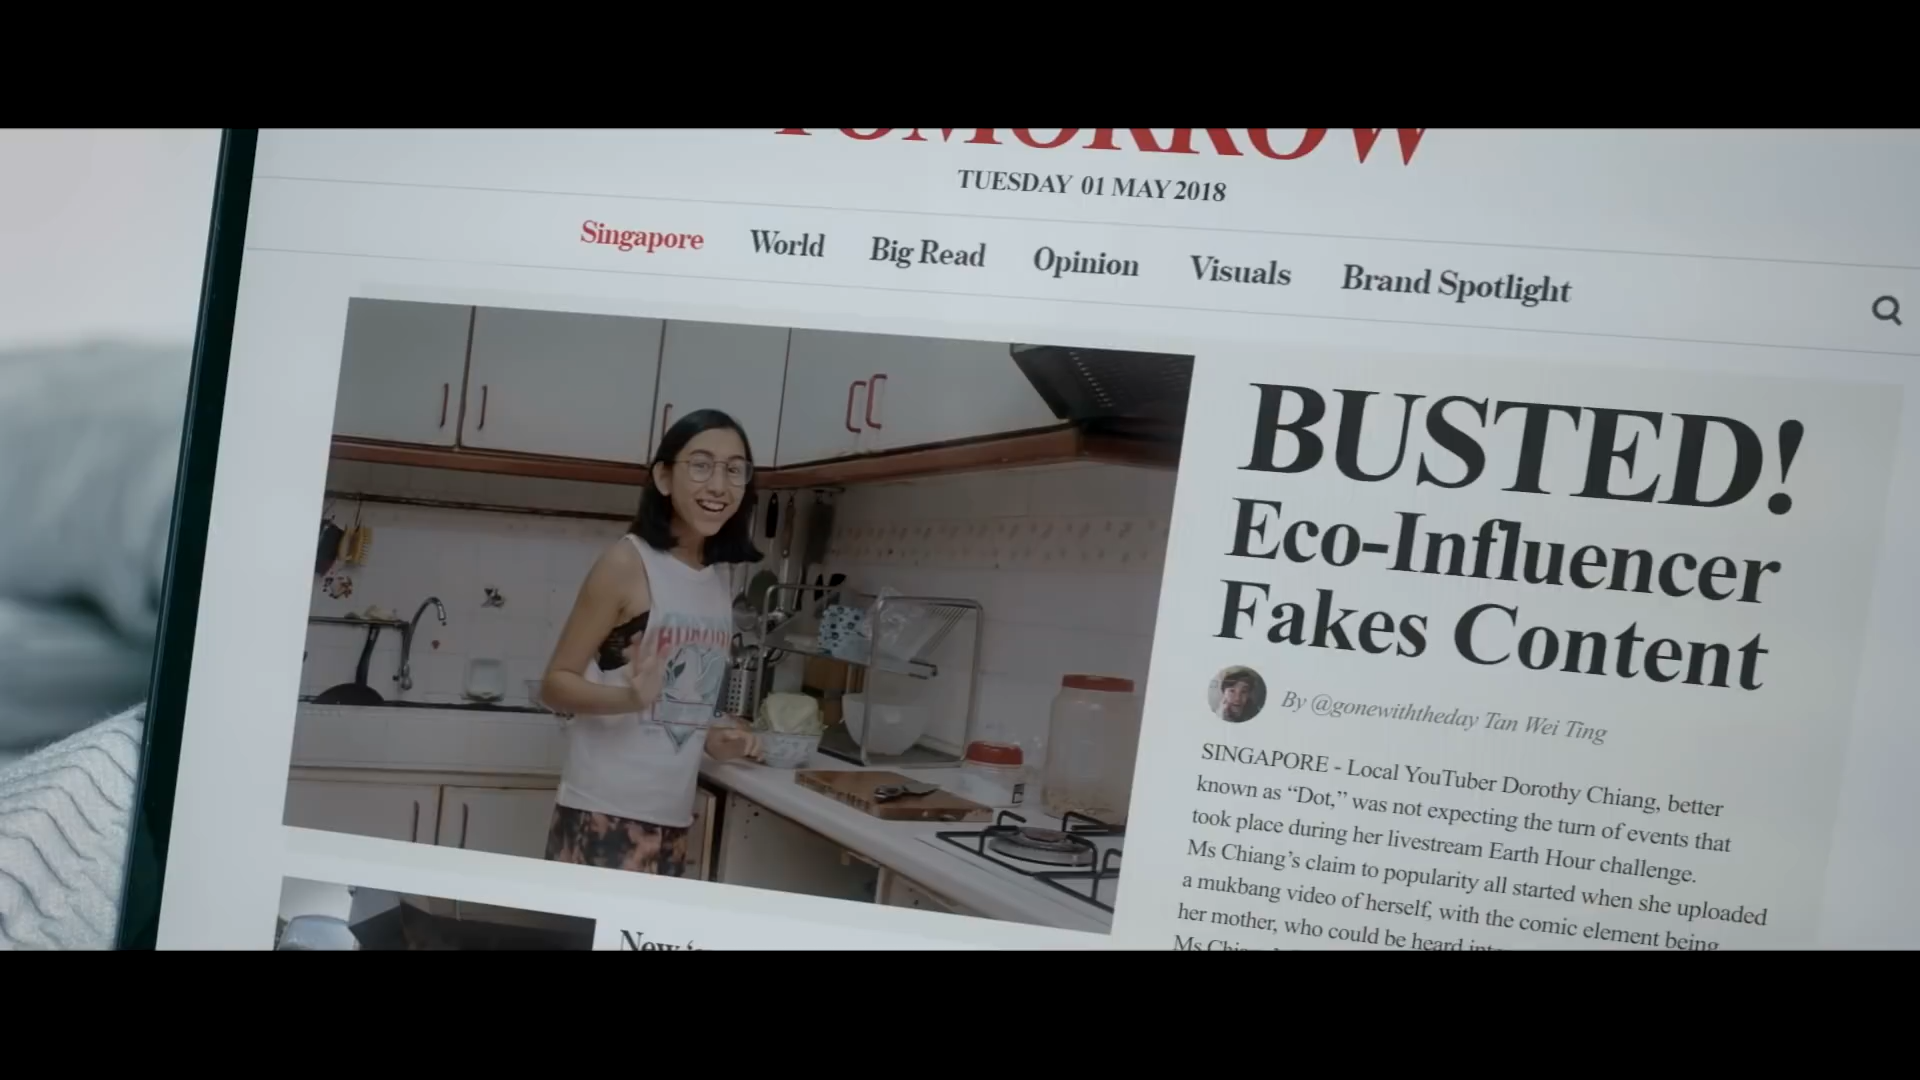 TOMORROW
TUESDAY 01 MAY 2018
Singapore World Big Read Opinion Visuals Brand Spotlight
BUSTED!
Eco-Influencer
Fakes Content
By @gonewiththeday Tan Wei Ting
SINGAPORE - Local YouTuber Dorothy Chiang, better
known as “Dot,” was not expecting the turn of events that
took place during her livestream Earth Hour challenge.
Ms Chiang’s claim to popularity all started when she uploaded
a mukbang video of herself, with the comic element being
her mother, who could be heard